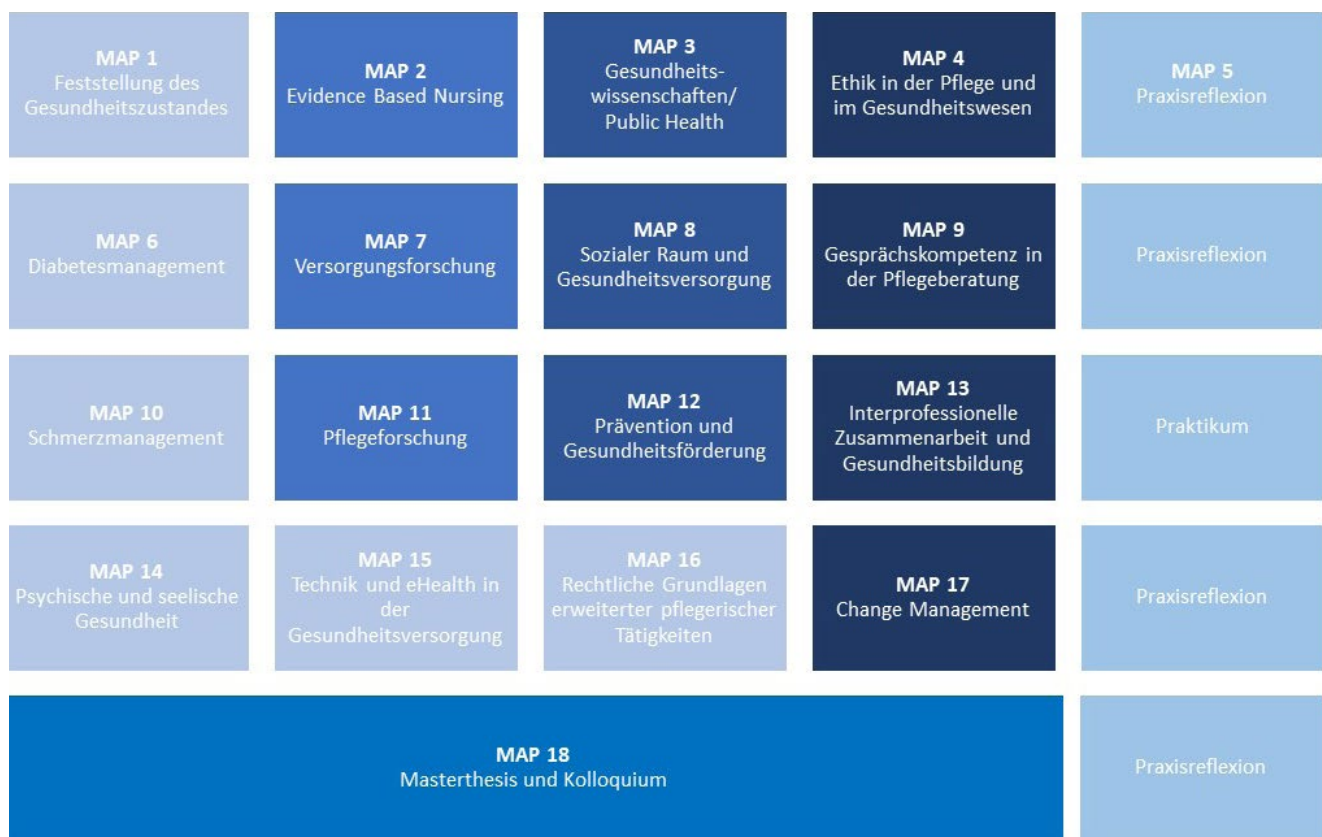 MAP 1
Feststellung des
Gesundheitszustandes
MAP 2
Evidence Based Nursing
MAP 3
Gesundheits-
wissenschaften/
Public Health
MAP 4
Ethik in der Pflege und
im Gesundheitswesen
MAP 5
Praxisreflexion
MAP 6
Diabetesmanagement
MAP 7
Versorgungsforschung
MAP 8
Sozialer Raum und
Gesundheitsversorgung
MAP 9
Gesprächskompetenz in
der Pflegeberatung
Praxisreflexion
MAP 10
Schmerzmanagement
MAP 11
Pflegeforschung
MAP 12
Prävention und
Gesundheitsförderung
MAP 13
Interprofessionelle
Zusammenarbeit und
Gesundheitsbildung
Praktikum
MAP 14
Psychische und seelische
Gesundheit
MAP 15
Technik und eHealth in
der
Gesundheitsversorgung
MAP 16
Rechtliche Grundlagen
erweiterter pflegerischer
Tätigkeiten
MAP 17
Change Management
Praxisreflexion
MAP 18
Masterthesis und Kolloquium
Praxisreflexion